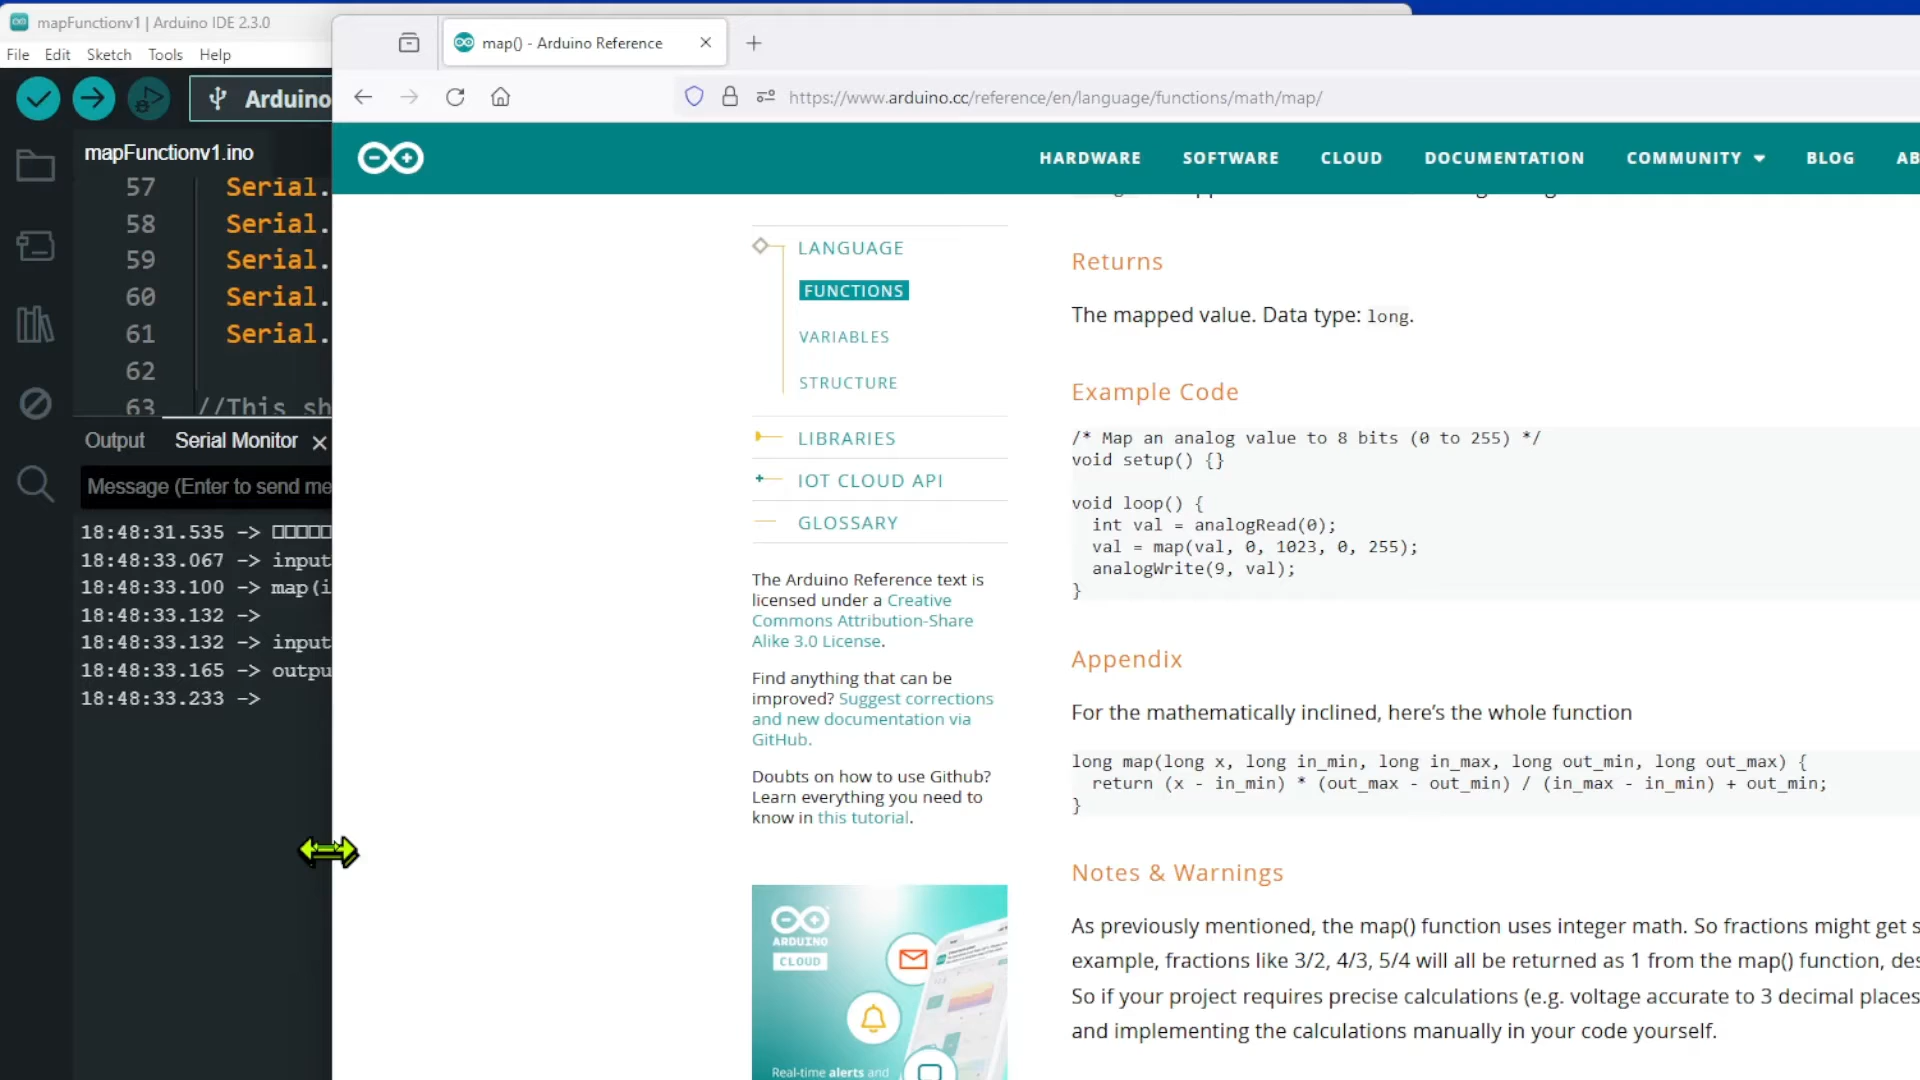 mapFunctionv1 | Arduino IDE 2.3.0
File Edit Sketch Tools Help
Arduino
mapFunctionv1.ino
57 Serial.
58 Serial.
59 Serial.
60 Serial.
61 Serial.
62
63 //This sh
Output Serial Monitor
Message (Enter to send me
18:48:31.535 ->
18:48:33.067 -> input
18:48:33.100 -> map(i
18:48:33.132 ->
18:48:33.132 -> input
18:48:33.165 -> outpu
18:48:33.233 ->
map() - Arduino Reference
https://www.arduino.cc/reference/en/language/functions/math/map/
HARDWARE SOFTWARE CLOUD DOCUMENTATION COMMUNITY BLOG AB
LANGUAGE
FUNCTIONS
VARIABLES
STRUCTURE
LIBRARIES
IOT CLOUD API
GLOSSARY
The Arduino Reference text is
licensed under a Creative
Commons Attribution-Share
Alike 3.0 License.
Find anything that can be
improved? Suggest corrections
and new documentation via
GitHub.
Doubts on how to use Github?
Learn everything you need to
know in this tutorial.
ARDUINO
CLOUD
Real-time alerts and
Returns
The mapped value. Data type: long.
Example Code
/* Map an analog value to 8 bits (0 to 255) */
void setup() {}
void loop() {
int val = analogRead(0);
val = map(val, 0, 1023, 0, 255);
analogWrite(9, val);
}
Appendix
For the mathematically inclined, here’s the whole function
long map(long x, long in_min, long in_max, long out_min, long out_max) {
return (x - in_min) * (out_max - out_min) / (in_max - in_min) + out_min;
}
Notes & Warnings
As previously mentioned, the map() function uses integer math. So fractions might get s
example, fractions like 3/2, 4/3, 5/4 will all be returned as 1 from the map() function, des
So if your project requires precise calculations (e.g. voltage accurate to 3 decimal places
and implementing the calculations manually in your code yourself.